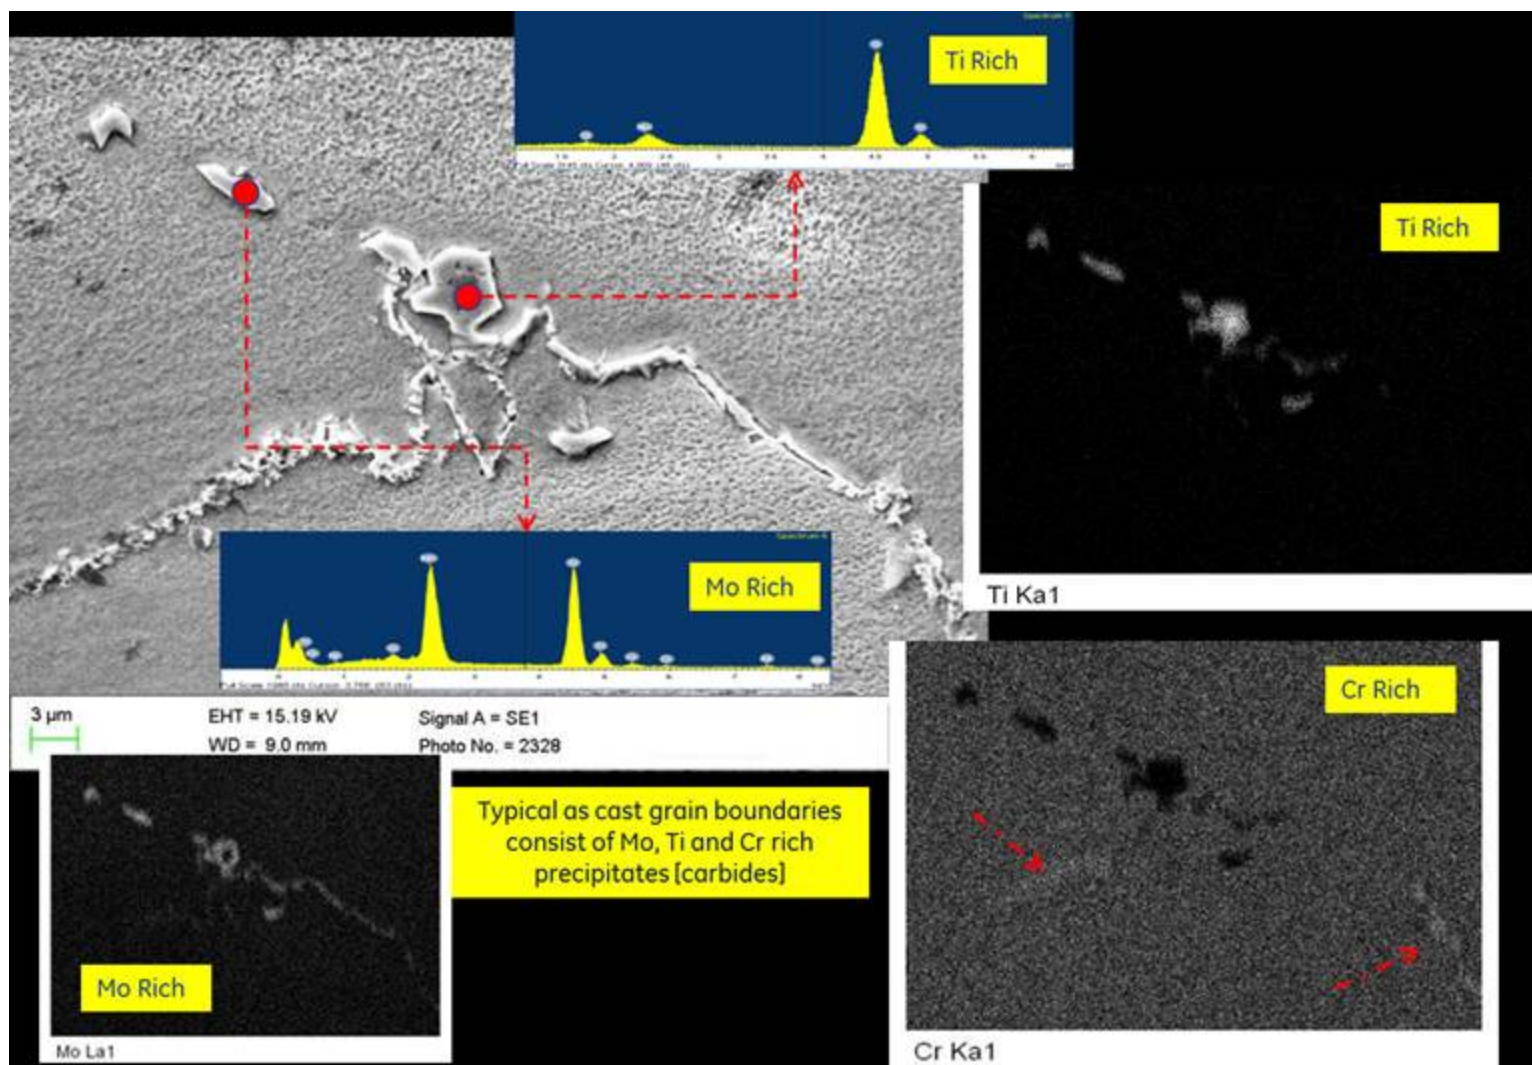 Ti Rich
Ti Rich
Ti Ka1
Mo Rich
3 µm
EHT = 15.19 kV
Signal A = SE1
WD = 9.0 mm
Photo No. = 2328
Cr Rich
Cr Ka1
Typical as cast grain boundaries
consist of Mo, Ti and Cr rich
precipitates [carbides]
Mo Rich
Mo La1